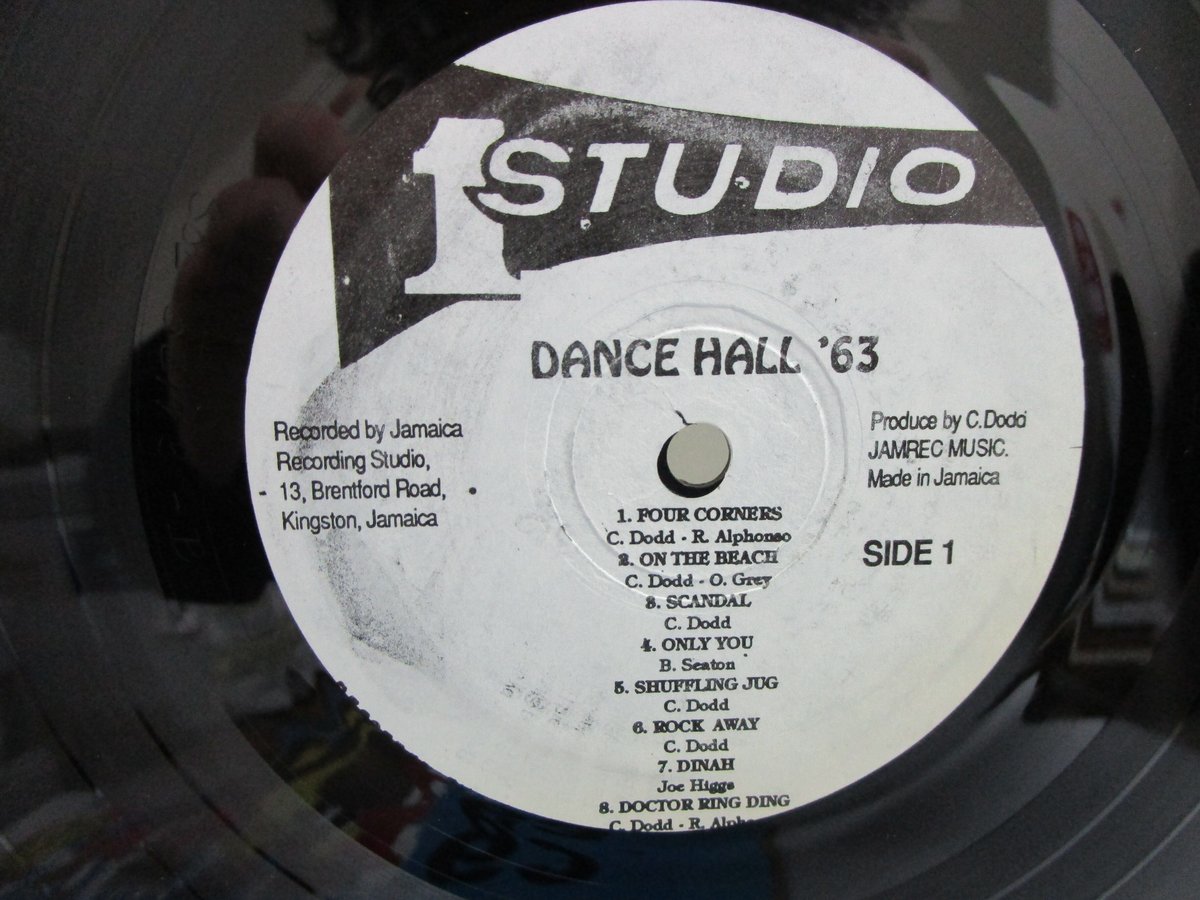 1 STUDIO
DANCE HALL '63
Recorded by Jamaica
Recording Studio,
13, Brentford Road,
Kingston, Jamaica
Produce by C. Dodd
JAMREC MUSIC.
Made in Jamaica
SIDE 1
1. FOUR CORNERS
C. Dodd - R. Alphonso
2. ON THE BEACH
C. Dodd - O. Grey
3. SCANDAL
C. Dodd
4. ONLY YOU
B. Seaton
5. SHUFFLING JUG
C. Dodd
6. ROCK AWAY
C. Dodd
7. DINAH
Joe Higgs
8. DOCTOR RING DING
C. Dodd - R.